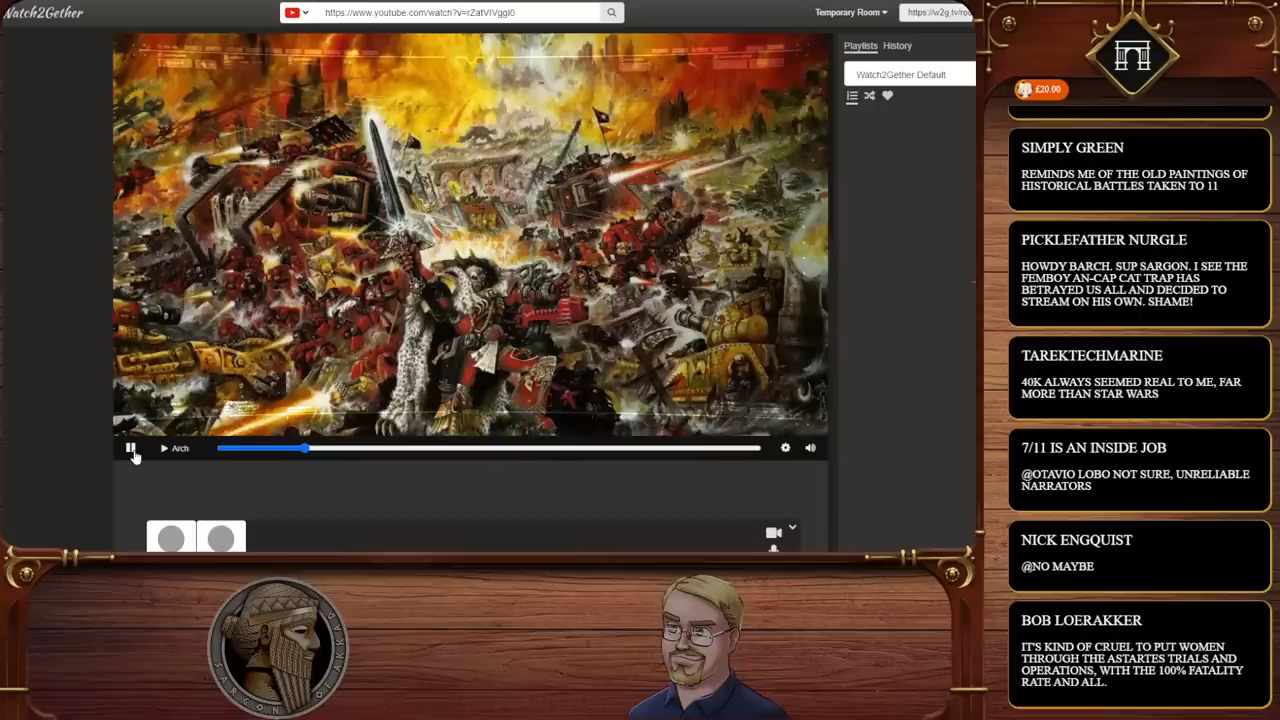 Watch2Gether
https://www.youtube.com/watch?v=rZatVIVggI0
Temporary Room
https://w2g.tv/roo
Playlists History
Watch2Gether Default
Arch
SARGON OF AKKAD
£20.00
SIMPLY GREEN
REMINDS ME OF THE OLD PAINTINGS OF
HISTORICAL BATTLES TAKEN TO 11
PICKLEFATHER NURGLE
HOWDY BARCH. SUP SARGON. I SEE THE
FEMBOY AN-CAP CAT TRAP HAS
BETRAYED US ALL AND DECIDED TO
STREAM ON HIS OWN. SHAME!
TAREKTECHMARINE
40K ALWAYS SEEMED REAL TO ME, FAR
MORE THAN STAR WARS
7/11 IS AN INSIDE JOB
@OTAVIO LOBO NOT SURE, UNRELIABLE
NARRATORS
NICK ENGQUIST
@NO MAYBE
BOB LOERAKKER
IT'S KIND OF CRUEL TO PUT WOMEN
THROUGH THE ASTARTES TRIALS AND
OPERATIONS, WITH THE 100% FATALITY
RATE AND ALL.